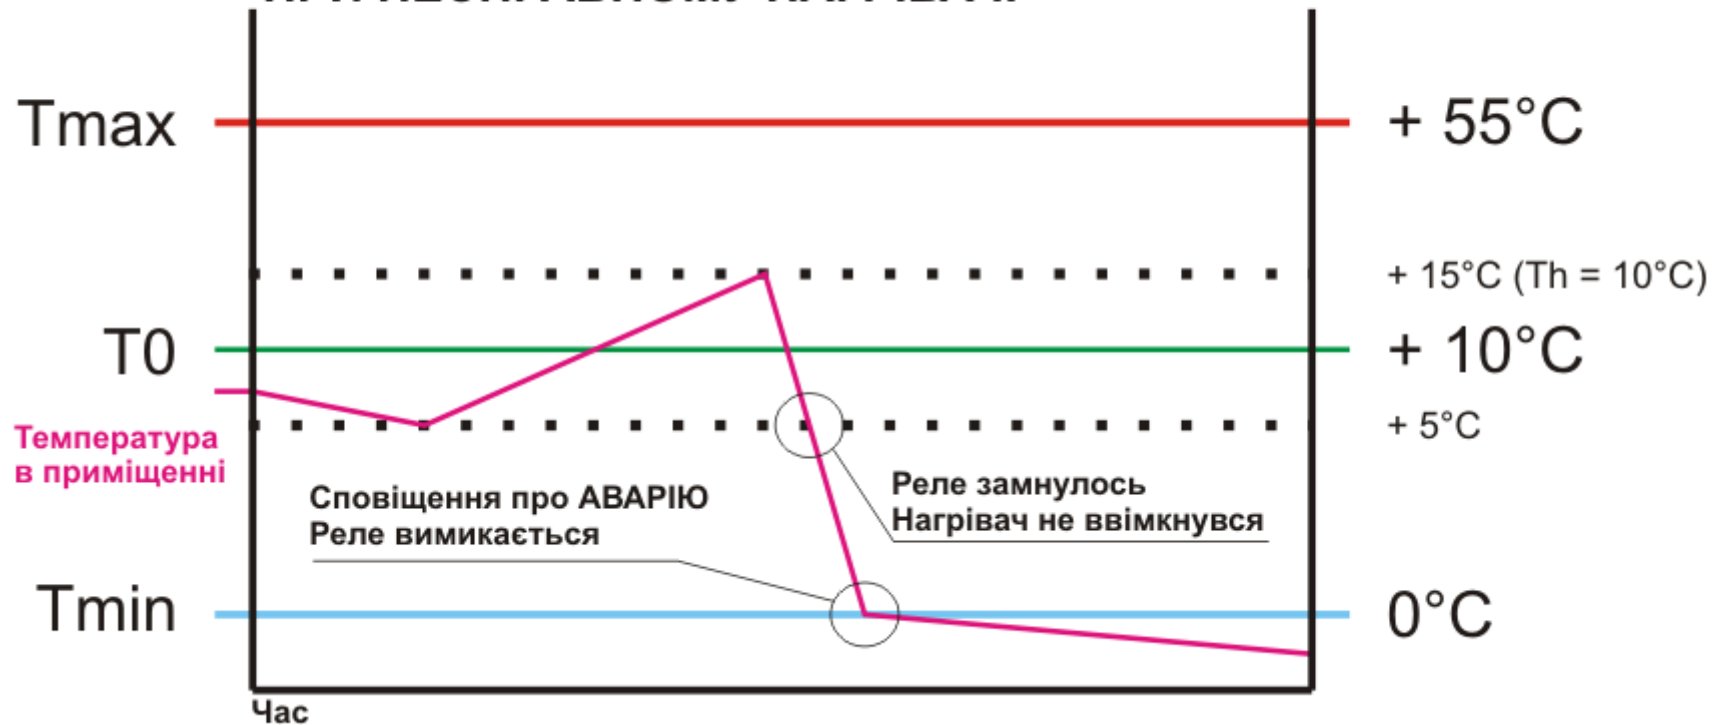 Tmax
+ 55°C
+ 15°C (Th = 10°C)
T0
+ 10°C
+ 5°C
Температура
в приміщенні
Сповіщення про АВАРІЮ
Реле вимикається
Реле замнулось
Нагрівач не ввімкнувся
Tmin
0°C
Час